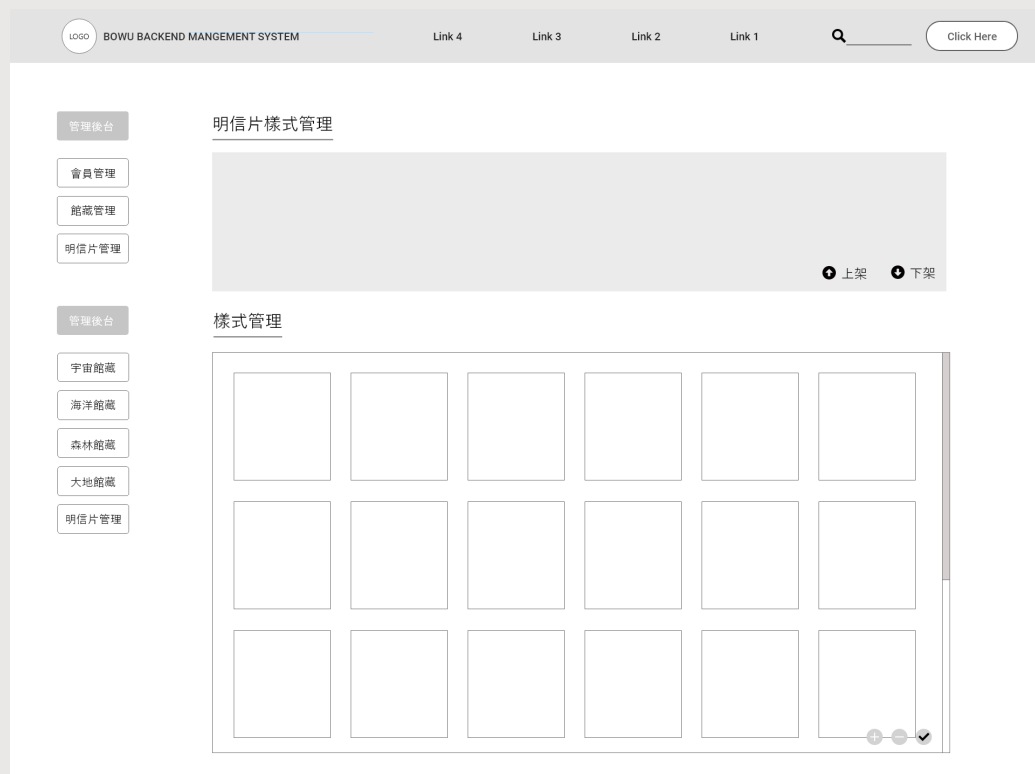 LOGO
BOWU BACKEND MANGEMENT SYSTEM
Link 4
Link 3
Link 2
Link 1
Click Here
管理後台
會員管理
館藏管理
明信片管理
管理後台
宇宙館藏
海洋館藏
森林館藏
大地館藏
明信片管理
明信片樣式管理
上架
下架
樣式管理